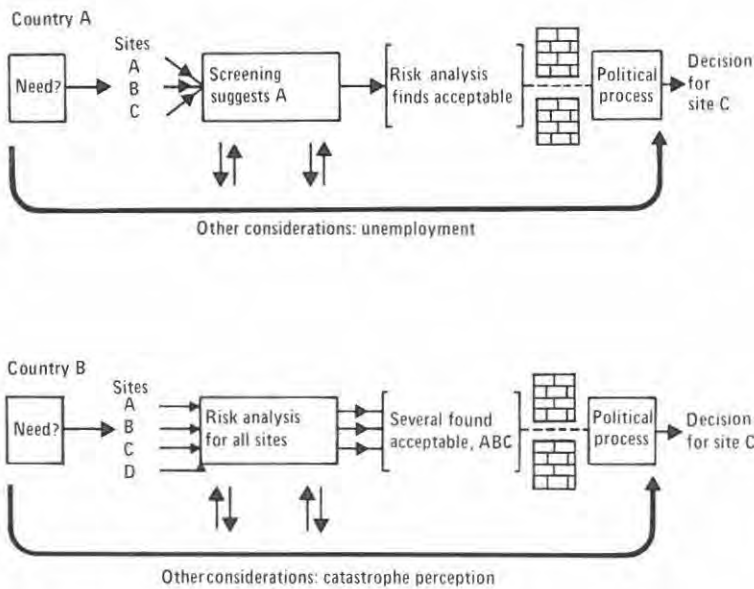 Country A
Sites
Need?
A
B
C
Screening
suggests A
Risk analysis
finds acceptable
Political
process
Decision
for
site C
Other considerations: unemployment
Country B
Sites
Need?
A
B
C
D
Risk analysis
for all sites
Several found
acceptable, ABC
Political
process
Decision
for site C
Other considerations: catastrophe perception